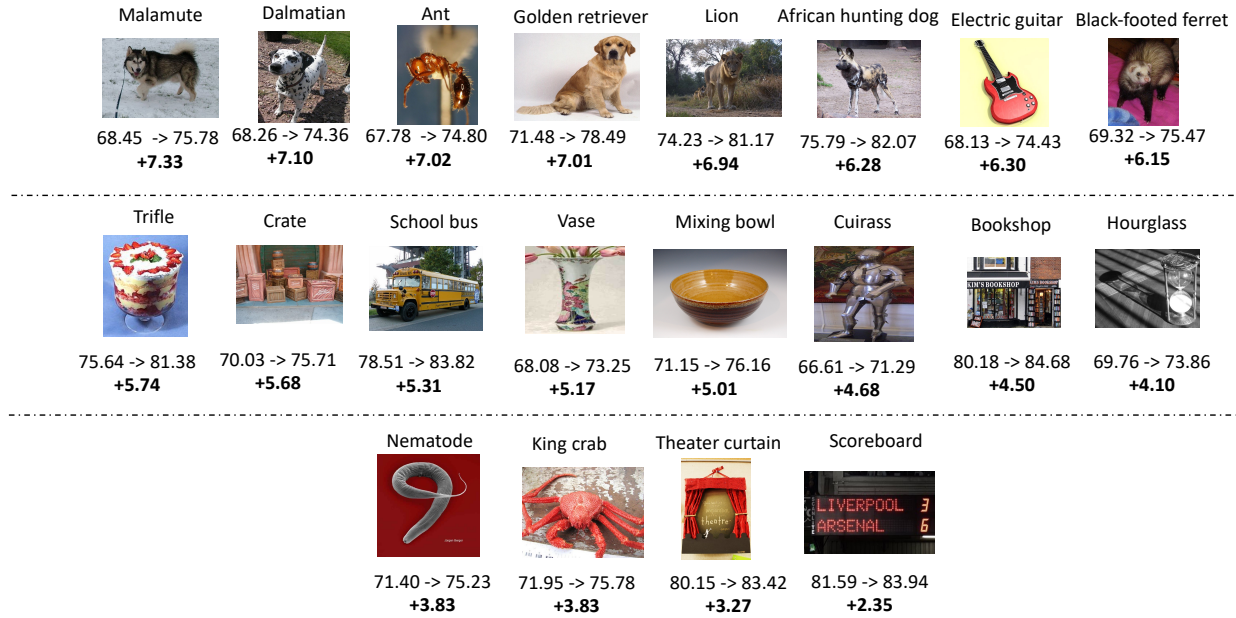 Malamute
Dalmatian
Ant
Golden retriever
Lion
African hunting dog
Electric guitar
Black-footed ferret
68.45 -> 75.78
68.26 -> 74.36
67.78 -> 74.80
71.48 -> 78.49
74.23 -> 81.17
75.79 -> 82.07
68.13 -> 74.43
69.32 -> 75.47
+7.33
+7.10
+7.02
+7.01
+6.94
+6.28
+6.30
+6.15
Trifle
Crate
School bus
Vase
Mixing bowl
Cuirass
Bookshop
Hourglass
KIM'S BOOKSHOP
75.64 -> 81.38
70.03 -> 75.71
78.51 -> 83.82
68.08 -> 73.25
71.15 -> 76.16
66.61 -> 71.29
80.18 -> 84.68
69.76 -> 73.86
+5.74
+5.68
+5.31
+5.17
+5.01
+4.68
+4.50
+4.10
Nematode
King crab
Theater curtain
Scoreboard
theatre
LIVERPOOL 3
ARSENAL 6
71.40 -> 75.23
71.95 -> 75.78
80.15 -> 83.42
81.59 -> 83.94
+3.83
+3.83
+3.27
+2.35